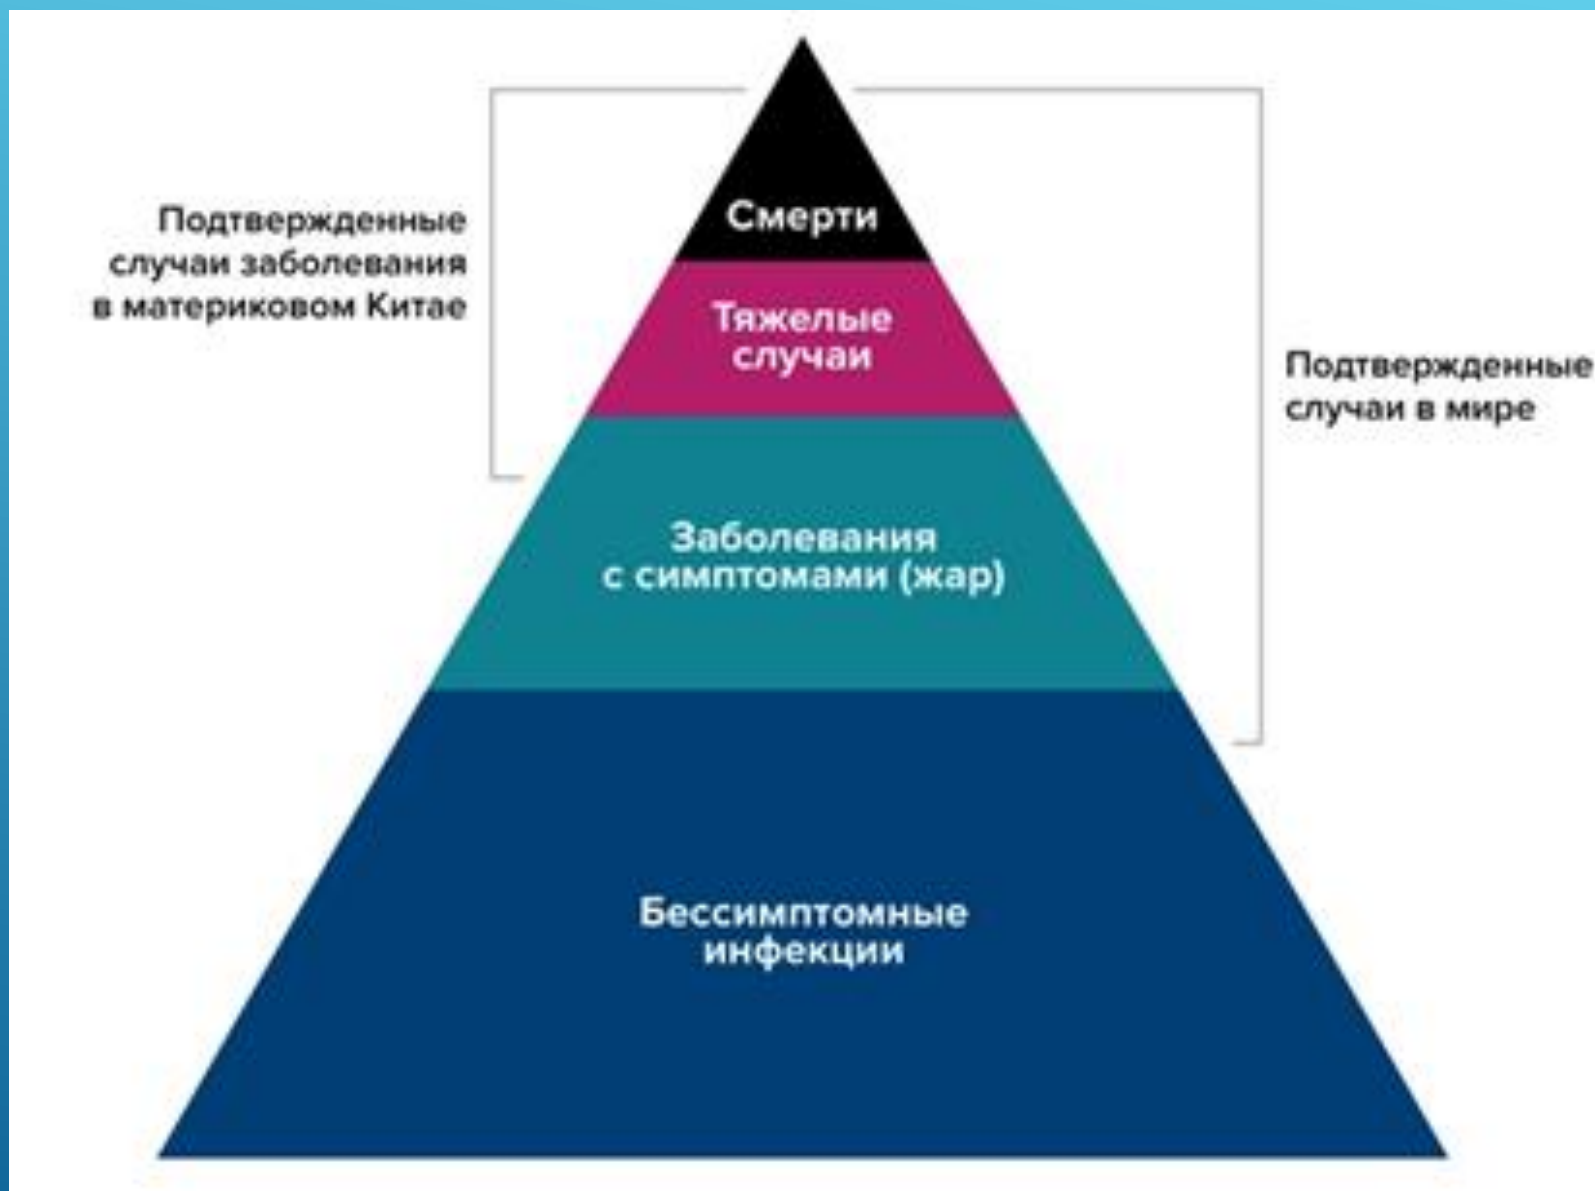 Смерти
Подтвержденные
случаи заболевания
в материковом Китае
Тяжелые
случаи
Подтвержденные
случаи в мире
Заболевания
с симптомами (жар)
Бессимптомные
инфекции